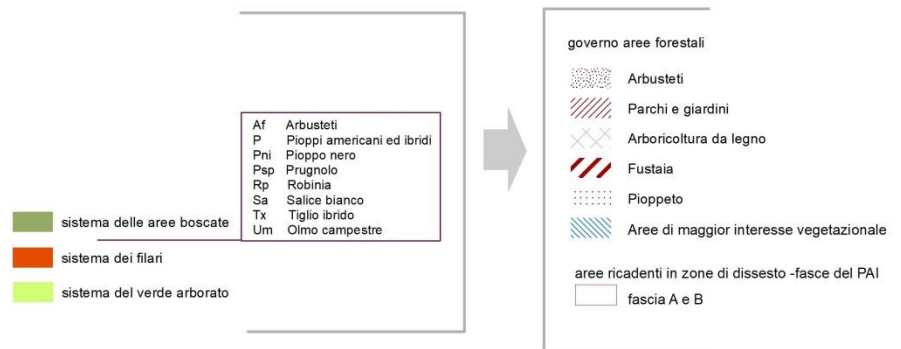 sistema delle aree boscate
sistema dei filari
sistema del verde arborato
Af Arbusteti
P Pioppi americani ed ibridi
Pni Pioppo nero
Psp Prugnolo
Rp Robinia
Sa Salice bianco
Tx Tiglio ibrido
Um Olmo campestre
governo aree forestali
Arbusteti
Parchi e giardini
Arboricoltura da legno
Fustaia
Pioppeto
Aree di maggior interesse vegetazionale
aree ricadenti in zone di dissesto -fasce del PAI
fascia A e B